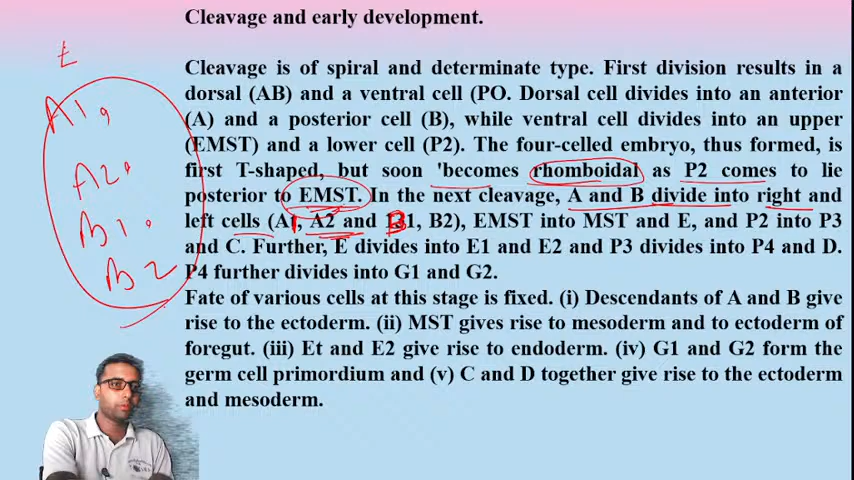 Cleavage and early development.
Cleavage is of spiral and determinate type. First division results in a
dorsal (AB) and a ventral cell (PO. Dorsal cell divides into an anterior
(A) and a posterior cell (B), while ventral cell divides into an upper
(EMST) and a lower cell (P2). The four-celled embryo, thus formed, is
first T-shaped, but soon 'becomes rhomboidal as P2 comes to lie
posterior to EMST. In the next cleavage, A and B divide into right and
left cells (A1, A2 and B1, B2), EMST into MST and E, and P2 into P3
and C. Further, E divides into E1 and E2 and P3 divides into P4 and D.
P4 further divides into G1 and G2.
Fate of various cells at this stage is fixed. (i) Descendants of A and B give
rise to the ectoderm. (ii) MST gives rise to mesoderm and to ectoderm of
foregut. (iii) Et and E2 give rise to endoderm. (iv) G1 and G2 form the
germ cell primordium and (v) C and D together give rise to the ectoderm
and mesoderm.
A1,
A2,
B1,
B2